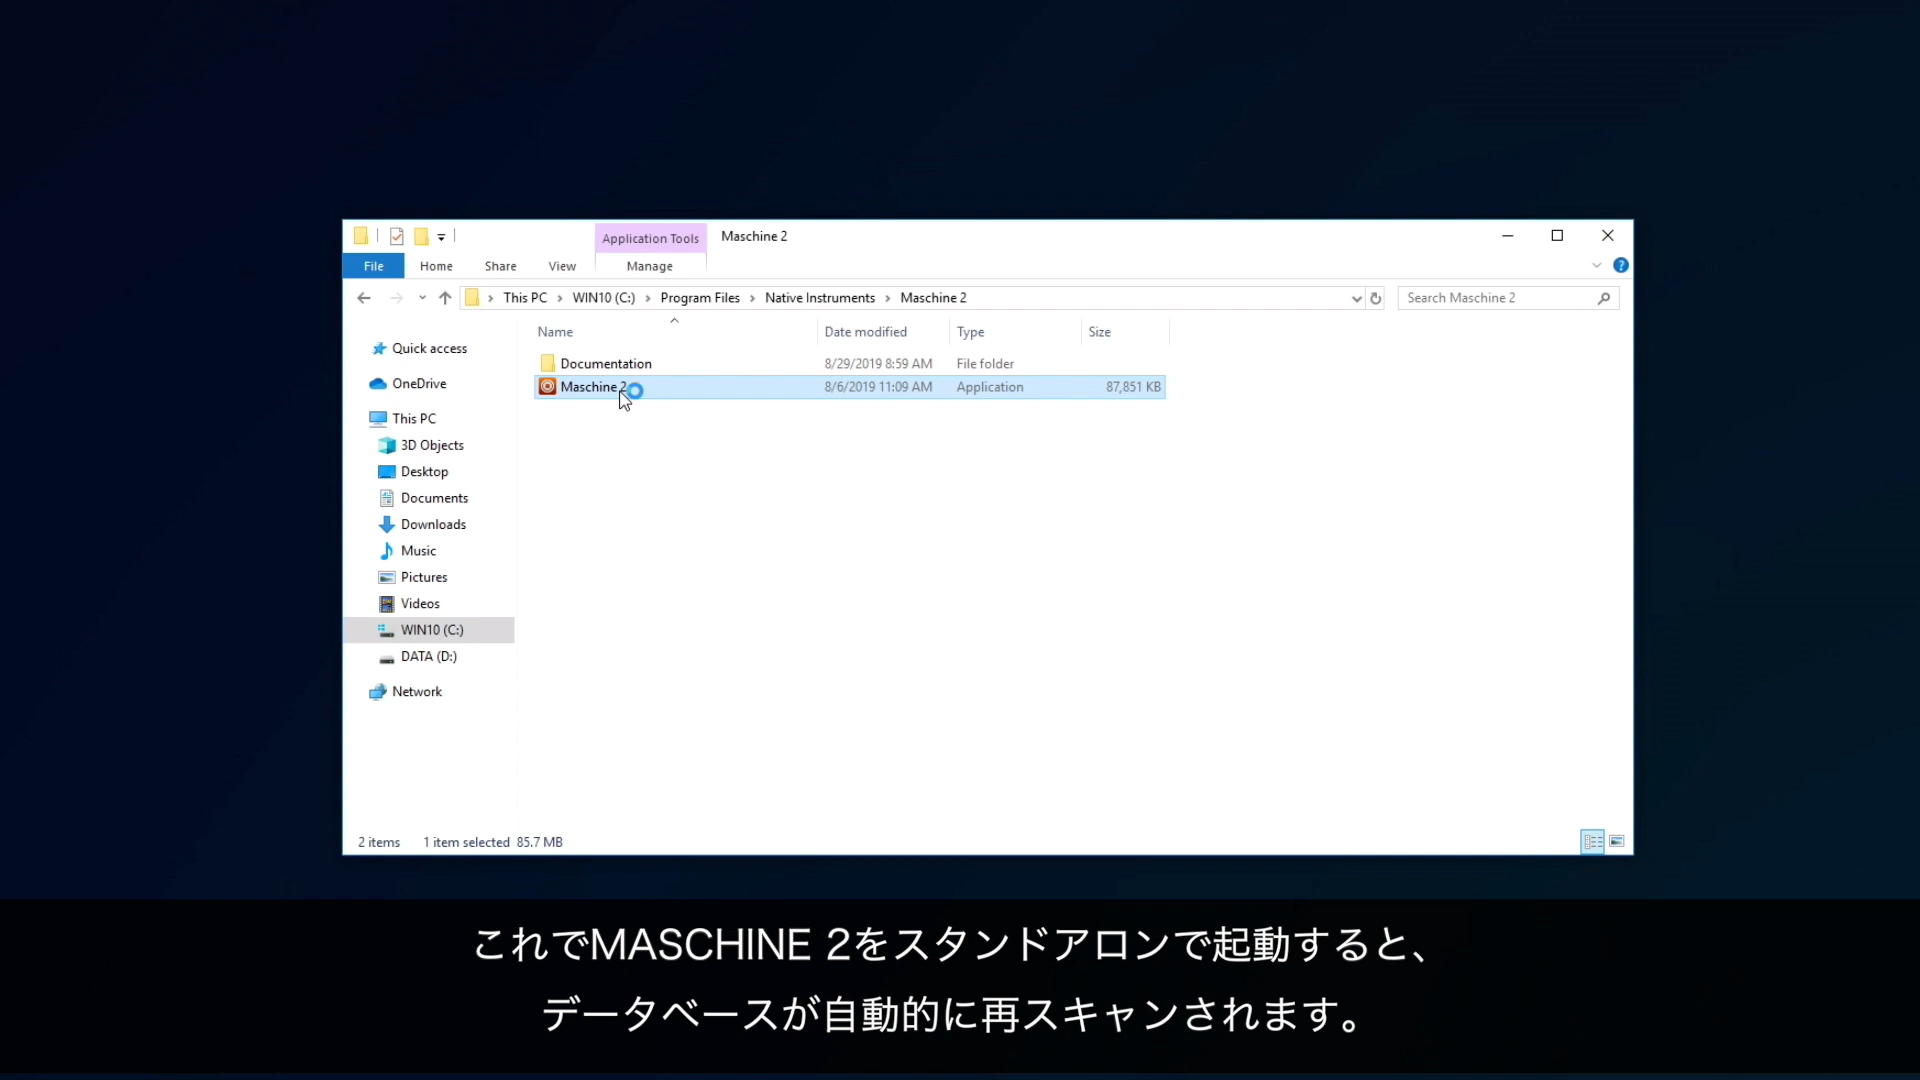 Application Tools
Maschine 2
File
Home
Share
View
Manage
This PC
WIN10 (C:)
Program Files
Native Instruments
Maschine 2
Search Maschine 2
Name
Date modified
Type
Size
Documentation
8/29/2019 8:59 AM
File folder
Maschine 2
8/6/2019 11:09 AM
Application
87,851 KB
Quick access
OneDrive
This PC
3D Objects
Desktop
Documents
Downloads
Music
Pictures
Videos
WIN10 (C:)
DATA (D:)
Network
2 items
1 item selected 85.7 MB
これでMASCHINE 2をスタンドアロンで起動すると、
データベースが自動的に再スキャンされます。